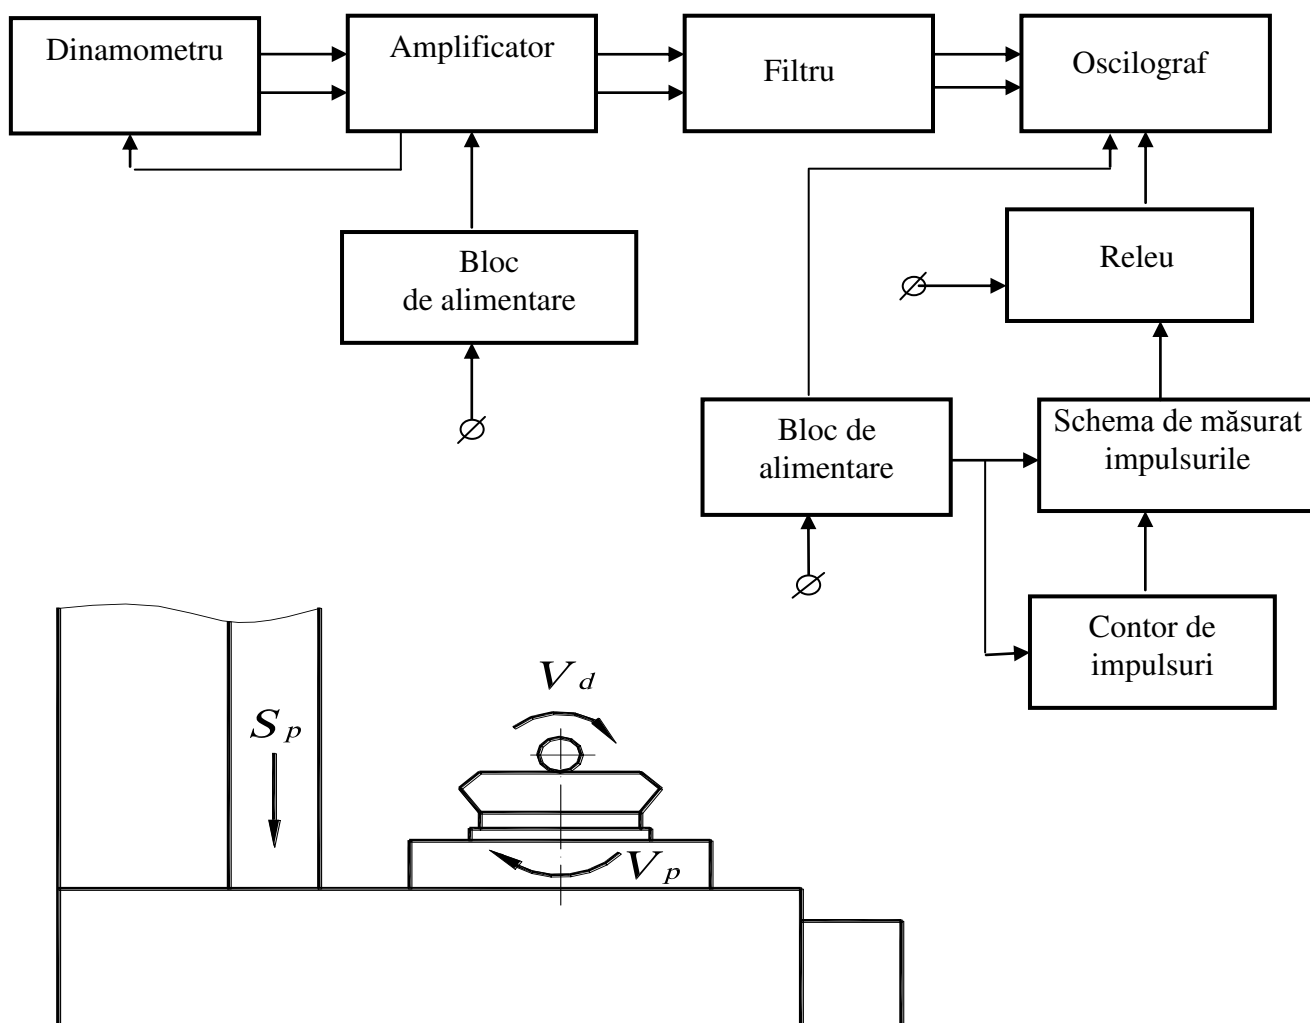 Dinamometru
Amplificator
Filtru
Oscilograf
Bloc
de alimentare
Releu
Bloc de
alimentare
Schema de măsurat
impulsurile
Contor de
impulsuri
V d
S p
V p